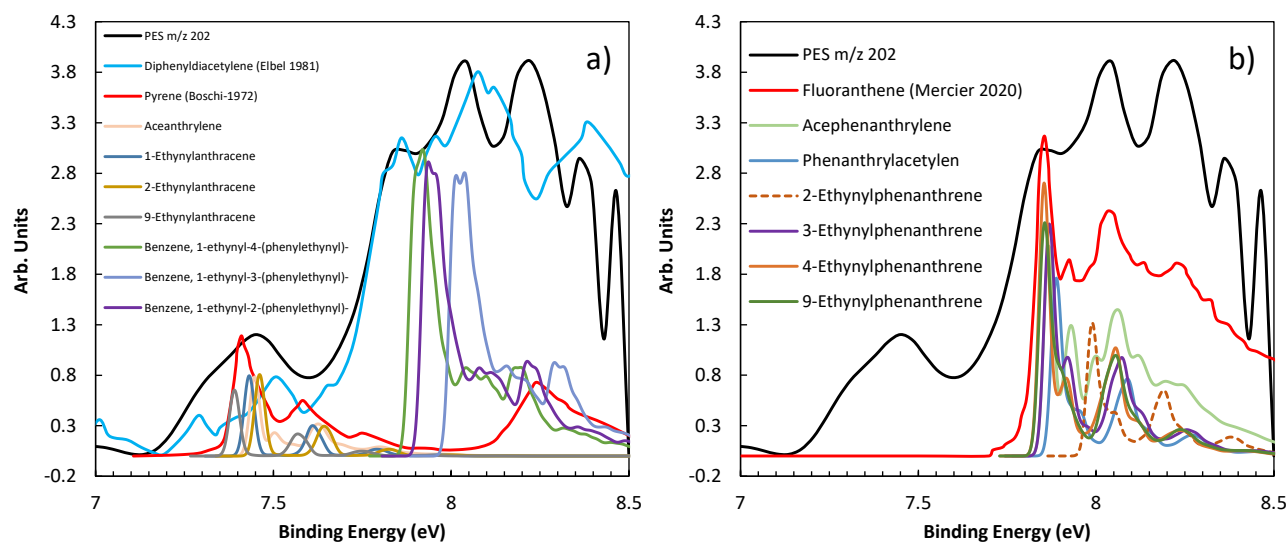 a)
4.3
3.8
3.3
2.8
2.3
1.8
1.3
0.8
0.3
-0.2
Arb. Units
PES m/z 202
Diphenyldiacetylene (Elbel 1981)
Pyrene (Boschi-1972)
Aceanthrylene
1-Ethynylanthracene
2-Ethynylanthracene
9-Ethynylanthracene
Benzene, 1-ethynyl-4-(phenylethynyl)-
Benzene, 1-ethynyl-3-(phenylethynyl)-
Benzene, 1-ethynyl-2-(phenylethynyl)-
7 7.5 8 8.5
Binding Energy (eV)
b)
4.3
3.8
3.3
2.8
2.3
1.8
1.3
0.8
0.3
-0.2
Arb. Units
PES m/z 202
Fluoranthene (Mercier 2020)
Acephenanthrylene
Phenanthrylacetylen
2-Ethynylphenanthrene
3-Ethynylphenanthrene
4-Ethynylphenanthrene
9-Ethynylphenanthrene
7 7.5 8 8.5
Binding Energy (eV)